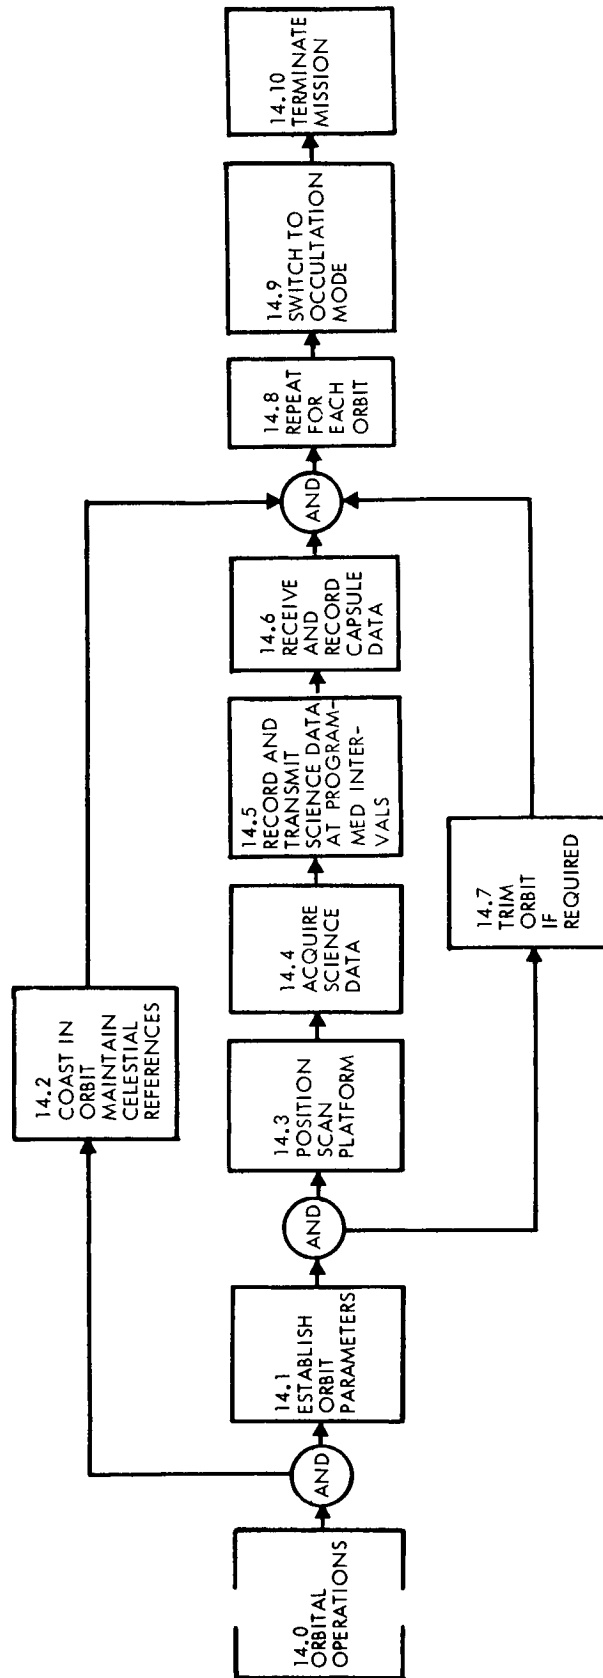 14.0
ORBITAL
OPERATIONS
AND
14.1
ESTABLISH
ORBIT
PARAMETERS
14.2
COAST IN
ORBIT
MAINTAIN
CELESTIAL
REFERENCES
AND
14.3
POSITION
SCAN
PLATFORM
14.4
ACQUIRE
SCIENCE
DATA
14.5
RECORD AND
TRANSMIT
SCIENCE DATA
AT PROGRAM-
MED INTER-
VALS
14.6
RECEIVE
AND
RECORD
CAPSULE
DATA
14.7
TRIM
ORBIT
IF
REQUIRED
AND
14.8
REPEAT
FOR
EACH
ORBIT
14.9
SWITCH TO
OCCULTATION
MODE
14.10
TERMINATE
MISSION